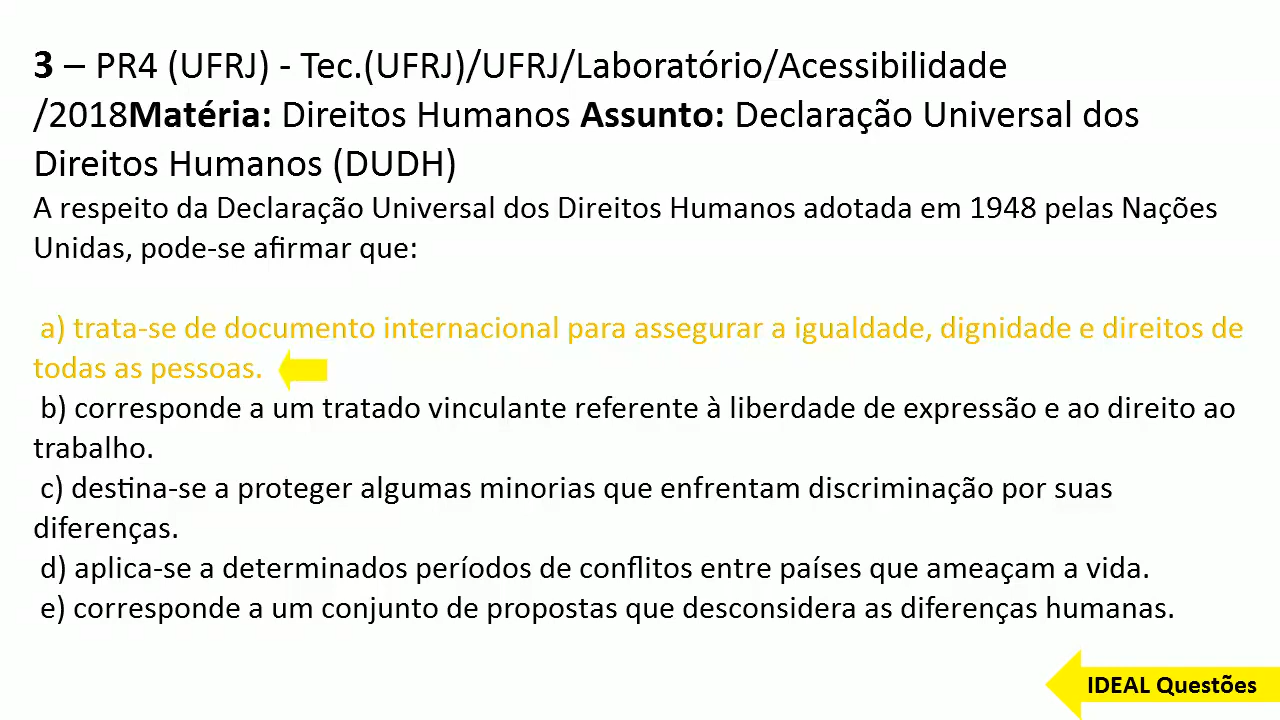 3 – PR4 (UFRJ) - Tec.(UFRJ)/UFRJ/Laboratório/Acessibilidade
/2018Matéria: Direitos Humanos Assunto: Declaração Universal dos
Direitos Humanos (DUDH)
A respeito da Declaração Universal dos Direitos Humanos adotada em 1948 pelas Nações
Unidas, pode-se afirmar que:
a) trata-se de documento internacional para assegurar a igualdade, dignidade e direitos de
todas as pessoas.
b) corresponde a um tratado vinculante referente à liberdade de expressão e ao direito ao
trabalho.
c) destina-se a proteger algumas minorias que enfrentam discriminação por suas
diferenças.
d) aplica-se a determinados períodos de conflitos entre países que ameaçam a vida.
e) corresponde a um conjunto de propostas que desconsidera as diferenças humanas.
IDEAL Questões